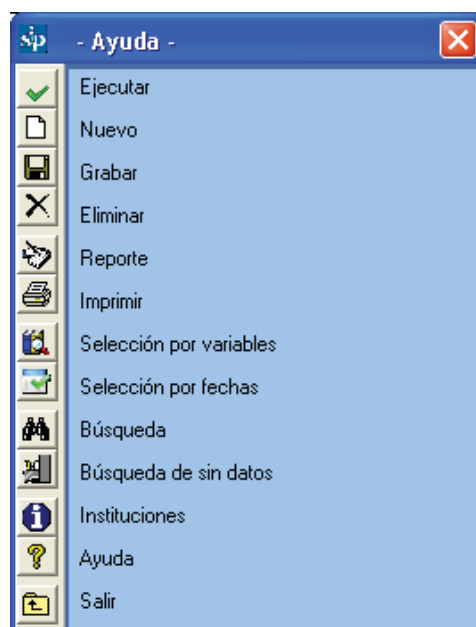 sip - Ayuda -
Ejecutar
Nuevo
Grabar
Eliminar
Reporte
Imprimir
Selección por variables
Selección por fechas
Búsqueda
Búsqueda de sin datos
Instituciones
Ayuda
Salir